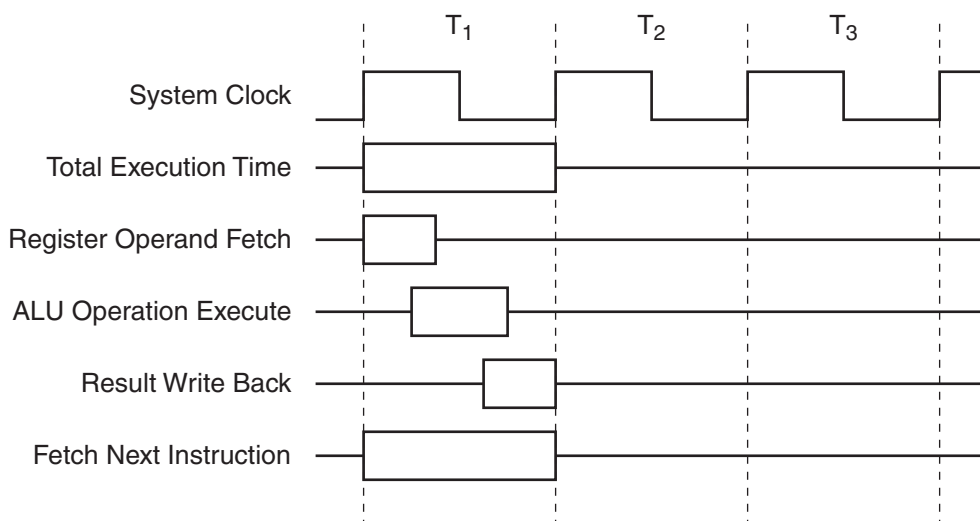 T1 T2 T3
System Clock
Total Execution Time
Register Operand Fetch
ALU Operation Execute
Result Write Back
Fetch Next Instruction